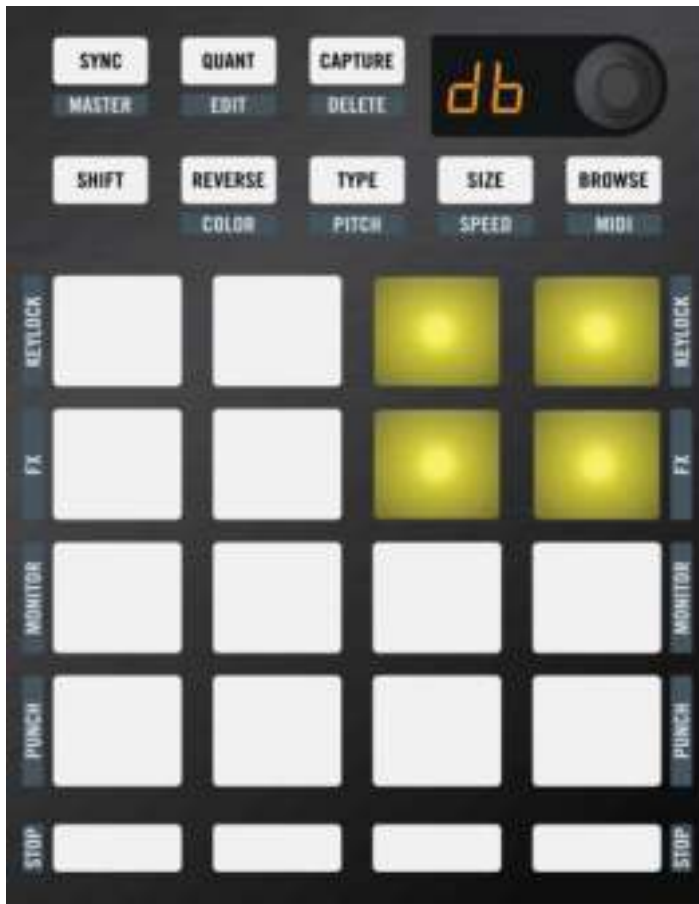 SYNC QUANT CAPTURE
db
MASTER EDIT DELETE
SHIFT REVERSE TYPE SIZE BROWSE
COLOR PITCH SPEED MIDI
KEYLOCK KEYLOCK
FX FX
MONITOR MONITOR
PUNCH PUNCH
STOP STOP